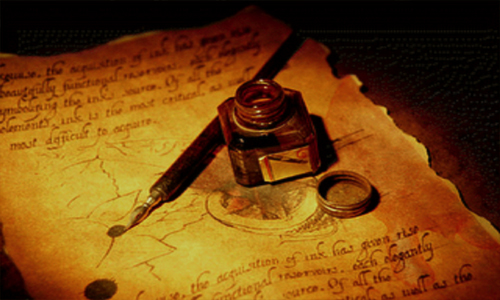 the acquisition of ink has given rise
beautifully functional reservoirs. each elegantly
symbolizing the ink source. Of all the
elements, ink is the most critical as well as the
most difficult to acquire.
the acquisition of ink has given rise
functional reservoirs. each elegantly
source. Of all the
as well as the